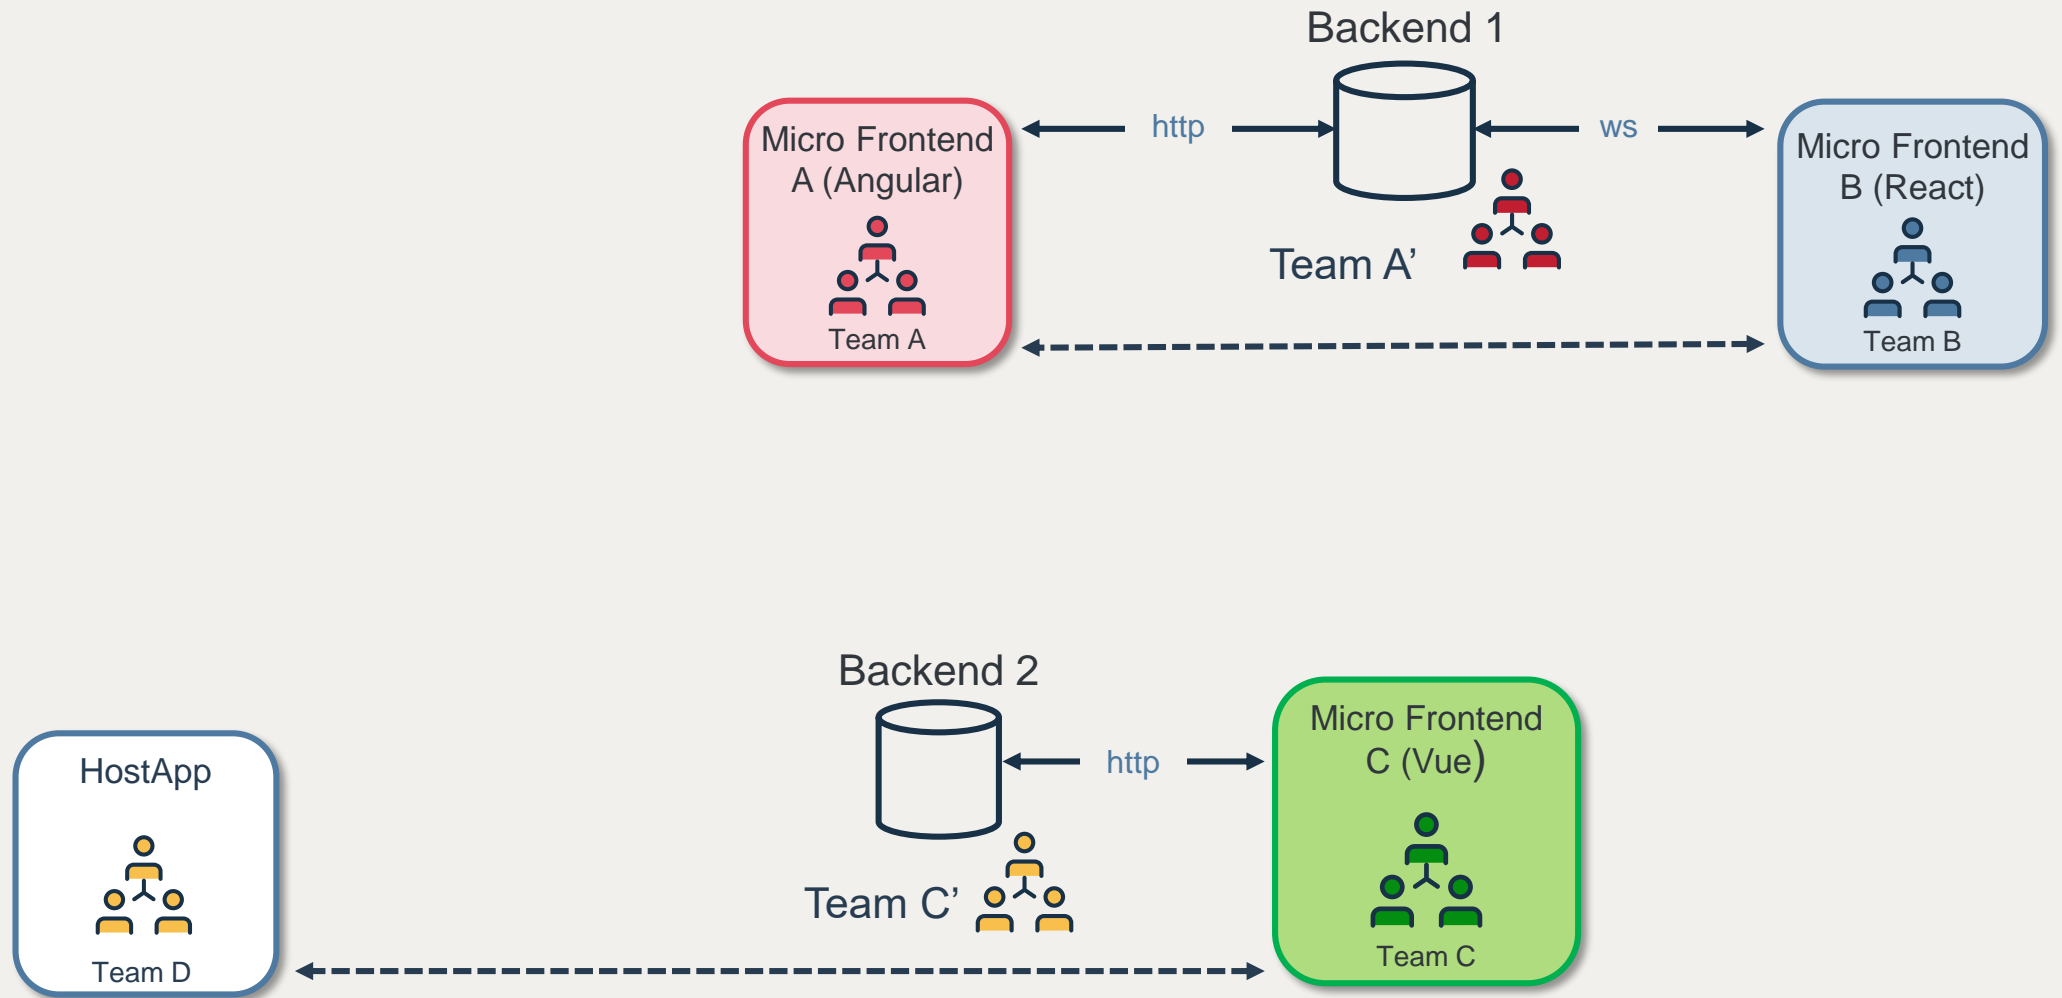 Backend 1
Micro Frontend
A (Angular)
http
ws
Micro Frontend
B (React)
Team A’
Team A
Team B
Backend 2
Micro Frontend
C (Vue)
http
HostApp
Team C’
Team D
Team C